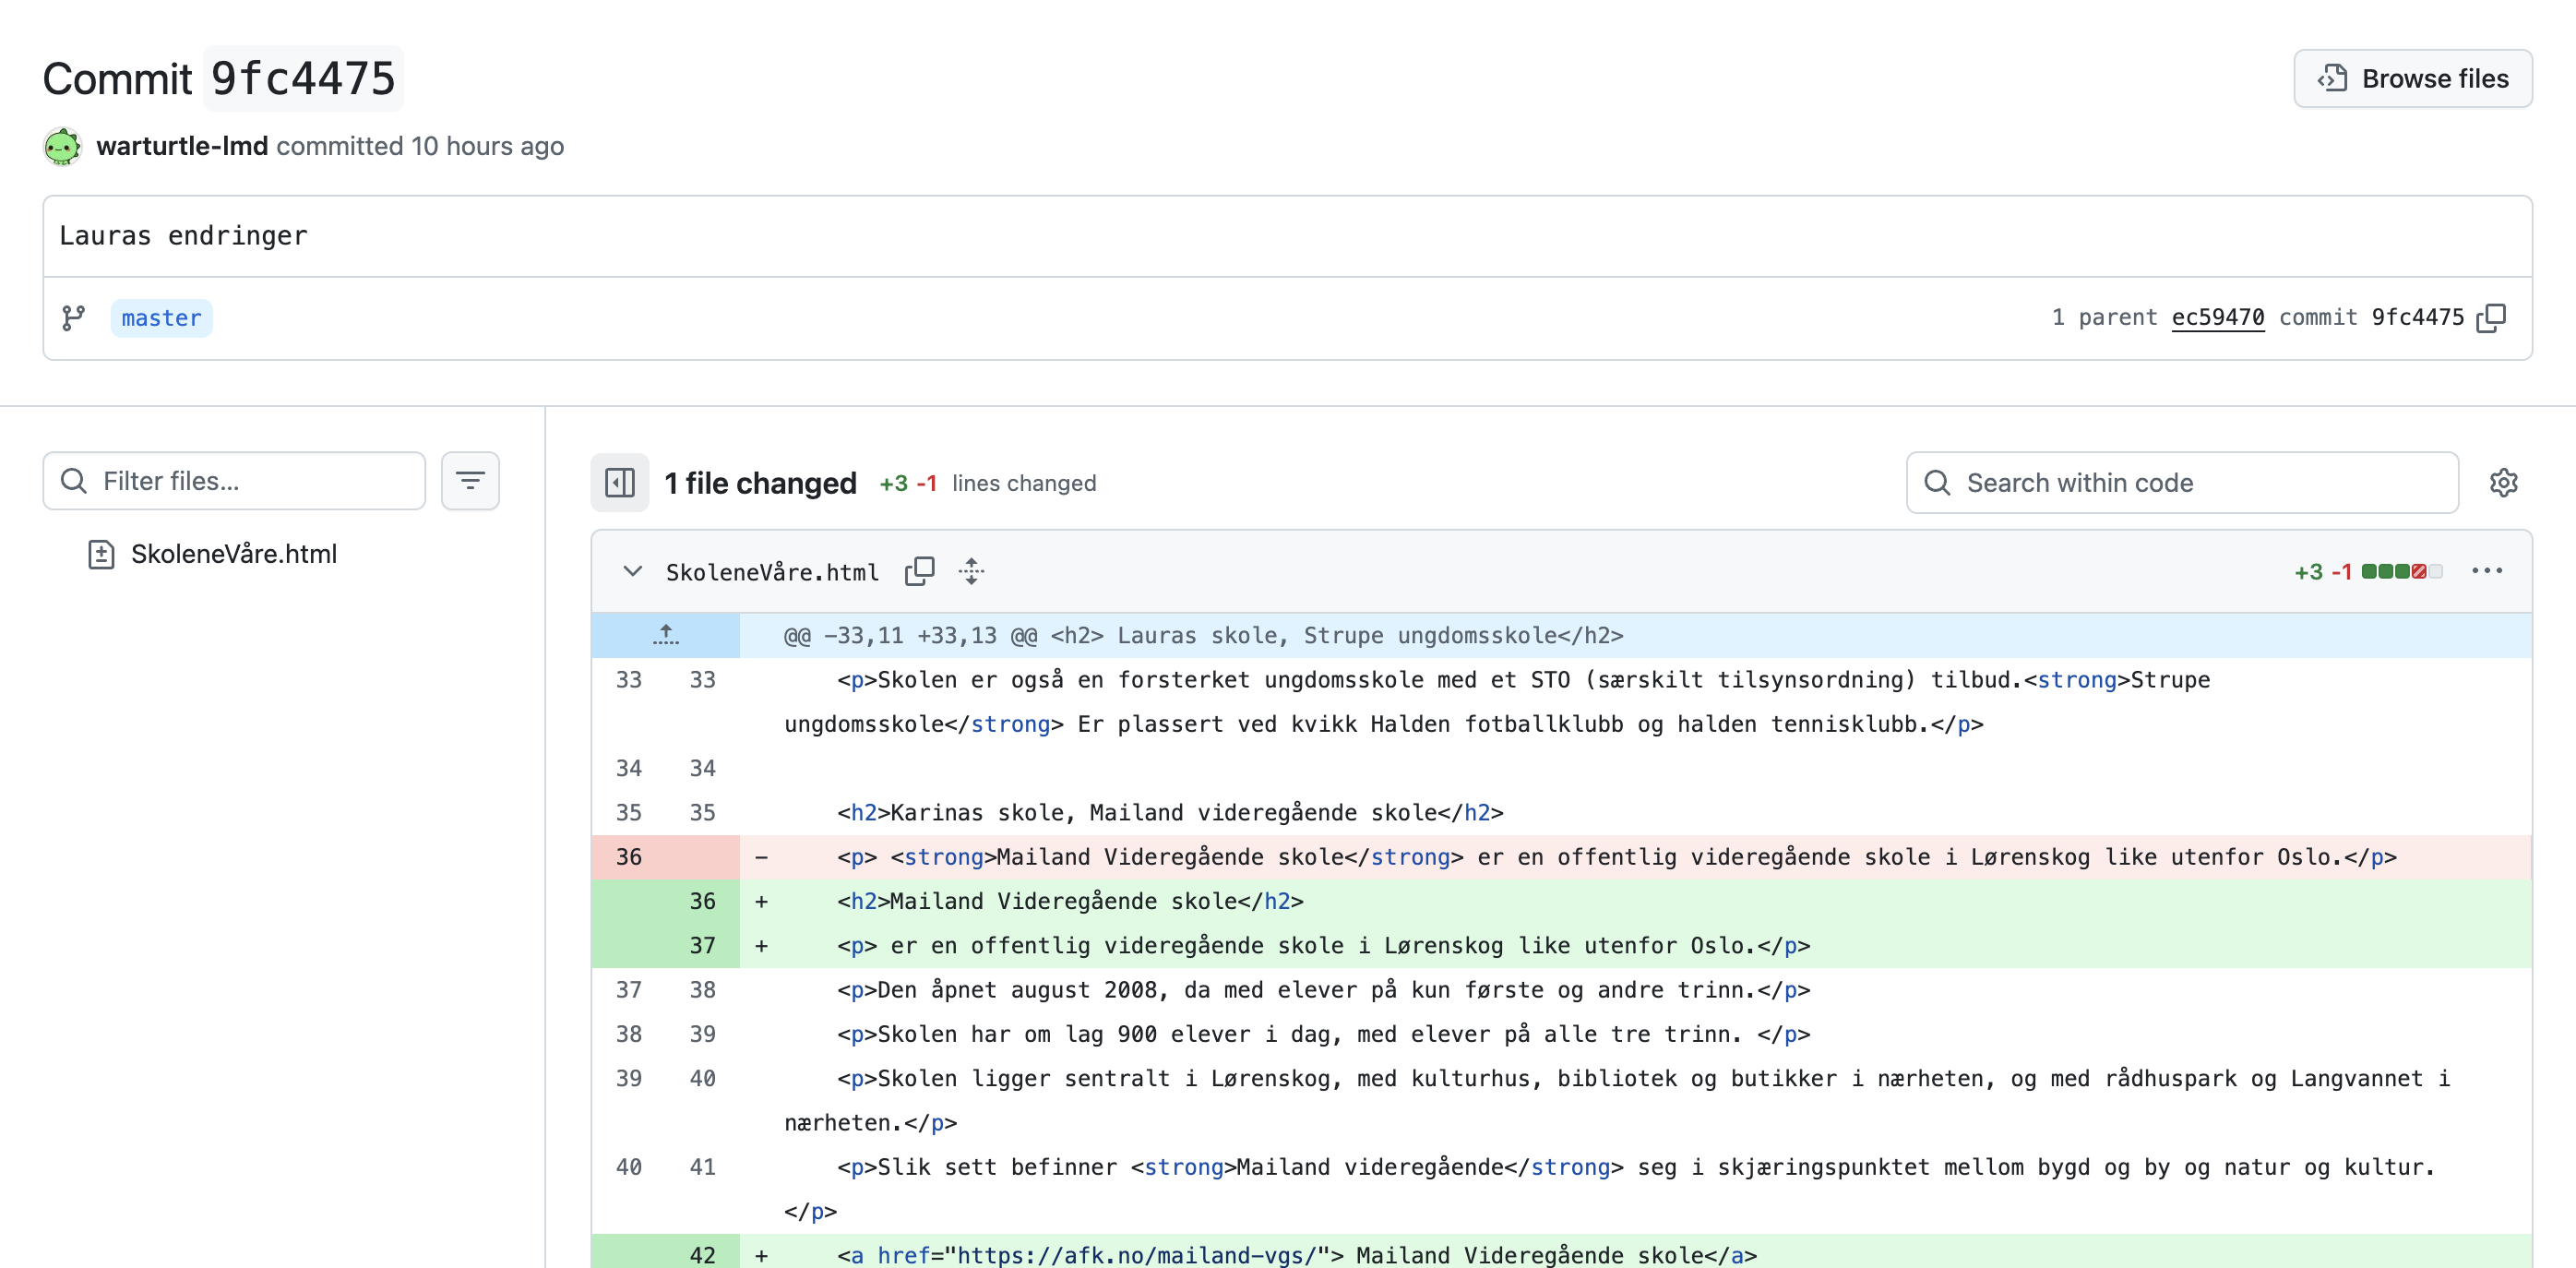 Commit 9fc4475
Browse files
warturtle-lmd committed 10 hours ago
Lauras endringer
master
1 parent ec59470 commit 9fc4475
Filter files...
SkoleneVåre.html
1 file changed +3 -1 lines changed
Search within code
SkoleneVåre.html
+3 -1
@@ -33,11 +33,13 @@ <h2> Lauras skole, Strupe ungdomsskole</h2>
33 33 <p>Skolen er også en forsterket ungdomsskole med et STO (særskilt tilsynsordning) tilbud.<strong>Strupe
ungdomsskole</strong> Er plassert ved kvikk Halden fotballklubb og halden tennisklubb.</p>
34 34
35 35 <h2>Karinas skole, Mailand videregående skole</h2>
36 - <p> <strong>Mailand Videregående skole</strong> er en offentlig videregående skole i Lørenskog like utenfor Oslo.</p>
36 + <h2>Mailand Videregående skole</h2>
37 + <p> er en offentlig videregående skole i Lørenskog like utenfor Oslo.</p>
37 38 <p>Den åpnet august 2008, da med elever på kun første og andre trinn.</p>
38 39 <p>Skolen har om lag 900 elever i dag, med elever på alle tre trinn. </p>
39 40 <p>Skolen ligger sentralt i Lørenskog, med kulturhus, bibliotek og butikker i nærheten, og med rådhuspark og Langvannet i
nærheten.</p>
40 41 <p>Slik sett befinner <strong>Mailand videregående</strong> seg i skjæringspunktet mellom bygd og by og natur og kultur.
</p>
42 + <a href="https://afk.no/mailand-vgs/"> Mailand Videregående skole</a>